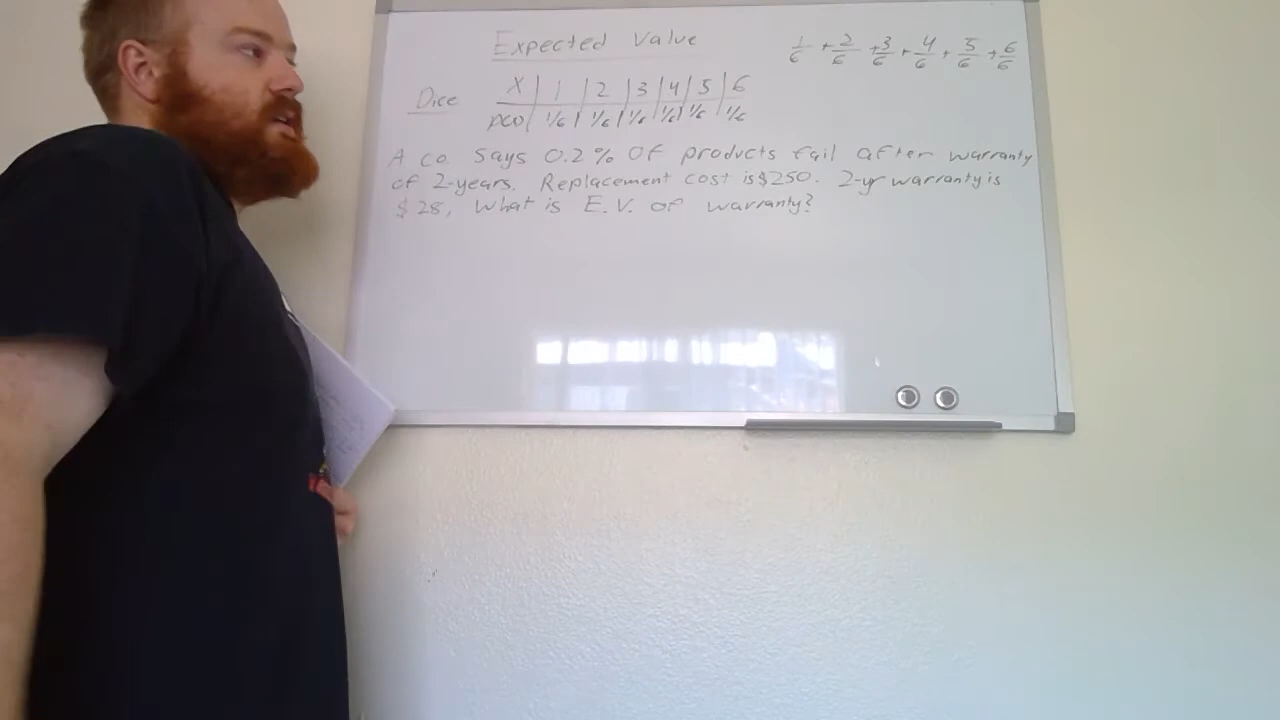 Expected Value
1/6 + 2/6 + 3/6 + 4/6 + 5/6 + 6/6
Dice
X | 1 | 2 | 3 | 4 | 5 | 6
p(x) | 1/6 | 1/6 | 1/6 | 1/6 | 1/6 | 1/6
A co. says 0.2% of products fail after warranty
of 2-years. Replacement cost is $250. 2-yr warranty is
$28, what is E.V. of warranty?